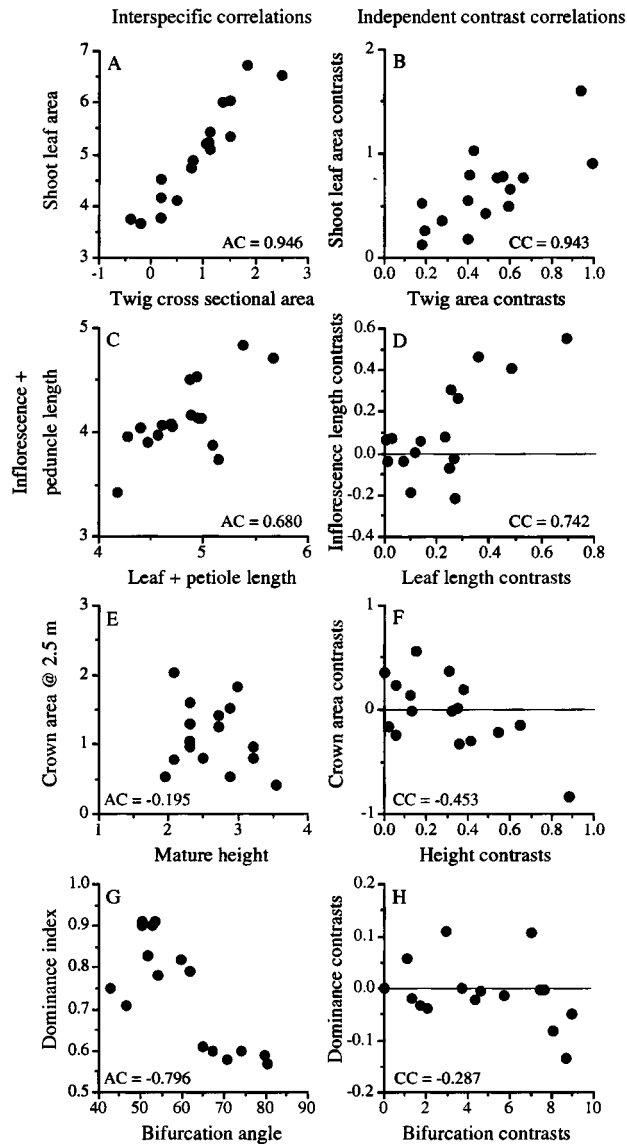 Interspecific correlations
Independent contrast correlations
A
Shoot leaf area
7
6
5
4
3
-1
0
1
2
3
AC = 0.946
Twig cross sectional area
B
Shoot leaf area contrasts
2
1
0
0.0
0.2
0.4
0.6
0.8
1.0
CC = 0.943
Twig area contrasts
C
Inflorescence +
peduncle length
5
4
3
4
5
6
AC = 0.680
Leaf + petiole length
D
Inflorescence length contrasts
0.6
0.4
0.2
0.0
-0.2
-0.4
0.0
0.2
0.4
0.6
0.8
CC = 0.742
Leaf length contrasts
E
Crown area @ 2.5 m
3
2
1
0
1
2
3
4
AC = -0.195
Mature height
F
Crown area contrasts
1
0
-1
0.0
0.2
0.4
0.6
0.8
1.0
CC = -0.453
Height contrasts
G
Dominance index
1.0
0.9
0.8
0.7
0.6
0.5
40
50
60
70
80
90
AC = -0.796
Bifurcation angle
H
Dominance contrasts
0.2
0.1
0.0
-0.1
-0.2
0
2
4
6
8
10
CC = -0.287
Bifurcation contrasts